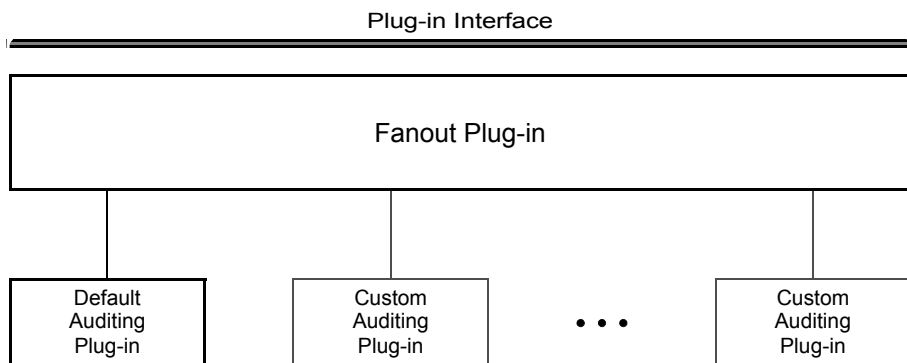 Plug-in Interface
Fanout Plug-in
Default
Auditing
Plug-in
Custom
Auditing
Plug-in
• • •
Custom
Auditing
Plug-in